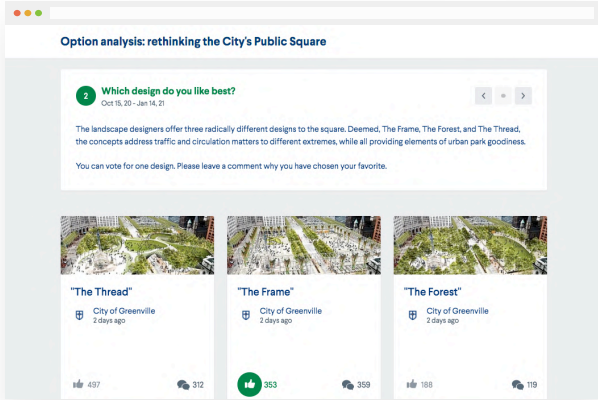 Option analysis: rethinking the City's Public Square
2
Which design do you like best?
Oct 15, 20 - Jan 14, 21
The landscape designers offer three radically different designs to the square. Deemed, The Frame, The Forest, and The Thread,
the concepts address traffic and circulation matters to different extremes, while all providing elements of urban park goodiness.
You can vote for one design. Please leave a comment why you have chosen your favorite.
"The Thread"
City of Greenville
2 days ago
497
312
"The Frame"
City of Greenville
2 days ago
353
359
"The Forest"
City of Greenville
2 days ago
188
119